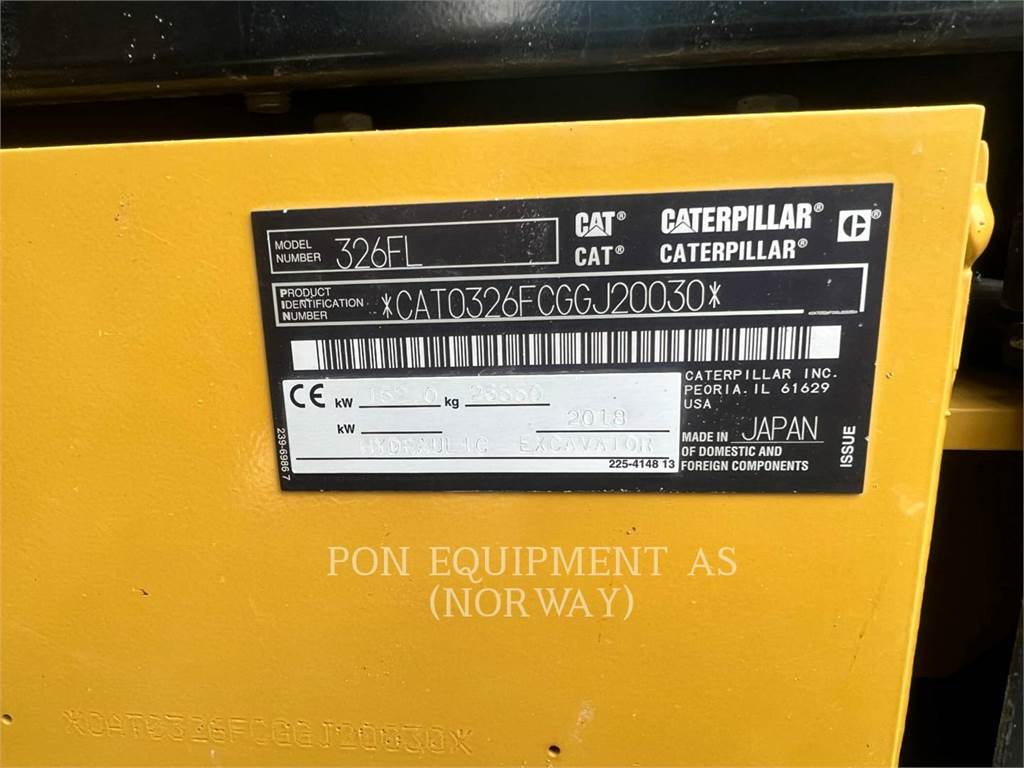 MODEL NUMBER 326FL
CAT® CATERPILLAR®
CAT® CATERPILLAR®
PRODUCT IDENTIFICATION NUMBER *CAT0326FCGGJ20030*
CATERPILLAR INC.
PEORIA. IL 61629
USA
CE kW kg
kW 2018
HYDRAULIC EXCAVATOR
225-4148 13
239-6986 7
MADE IN JAPAN
OF DOMESTIC AND
FOREIGN COMPONENTS
ISSUE
PON EQUIPMENT AS
(NORWAY)
*CAT0326FCGGJ20030*